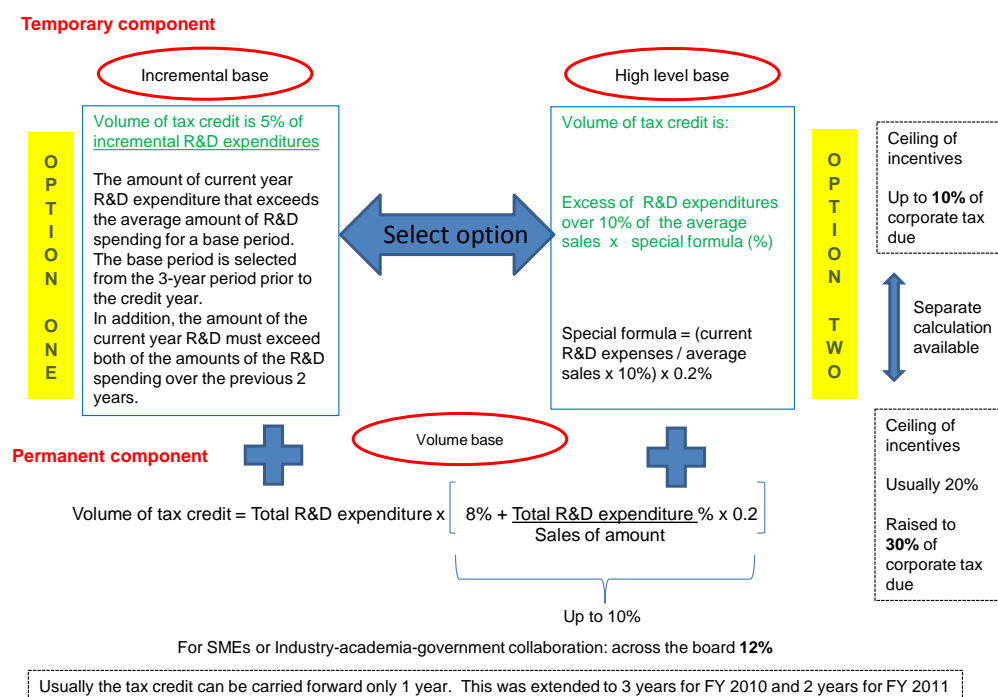 Temporary component
Incremental base
High level base
O
P
T
I
O
N
O
N
E
Volume of tax credit is 5% of
incremental R&D expenditures
The amount of current year
R&D expenditure that exceeds
the average amount of R&D
spending for a base period.
The base period is selected
from the 3-year period prior to
the credit year.
In addition, the amount of the
current year R&D must exceed
both of the amounts of the R&D
spending over the previous 2
years.
Select option
Volume of tax credit is:
Excess of R&D expenditures
over 10% of the average
sales x special formula (%)
Special formula = (current
R&D expenses / average
sales x 10%) x 0.2%
O
P
T
I
O
N
T
W
O
Ceiling of
incentives
Up to 10% of
corporate tax
due
Separate
calculation
available
Ceiling of
incentives
Usually 20%
Raised to
30% of
corporate tax
due
Volume base
Permanent component
Volume of tax credit = Total R&D expenditure x 8% + Total R&D expenditure % x 0.2
Sales of amount
Up to 10%
For SMEs or Industry-academia-government collaboration: across the board 12%
Usually the tax credit can be carried forward only 1 year. This was extended to 3 years for FY 2010 and 2 years for FY 2011